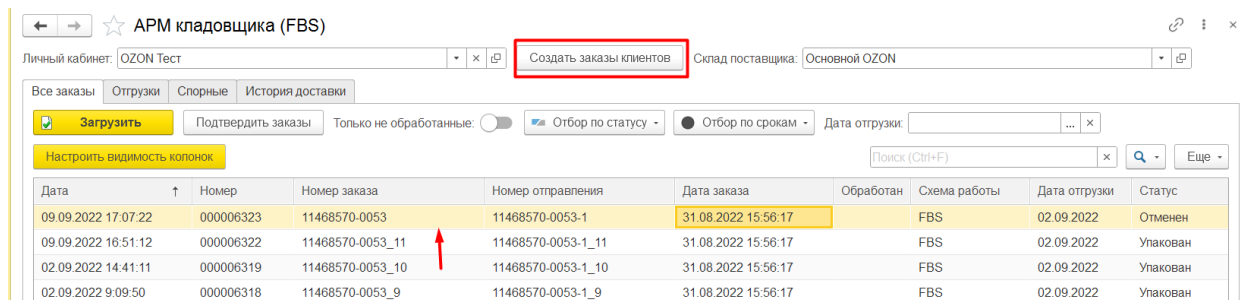 АРМ кладовщика (FBS)
Личный кабинет: OZON Тест Создать заказы клиентов Склад поставщика: Основной OZON
Все заказы Отгрузки Спорные История доставки
Загрузить Подтвердить заказы Только не обработанные: Отбор по статусу Отбор по срокам Дата отгрузки: ...
Настроить видимость колонок Поиск (Ctrl+F) Еще
Дата Номер Номер заказа Номер отправления Дата заказа Обработан Схема работы Дата отгрузки Статус
09.09.2022 17:07:22 000006323 11468570-0053 11468570-0053-1 31.08.2022 15:56:17 FBS 02.09.2022 Отменен
09.09.2022 16:51:12 000006322 11468570-0053_11 11468570-0053-1_11 31.08.2022 15:56:17 FBS 02.09.2022 Упакован
02.09.2022 14:41:11 000006319 11468570-0053_10 11468570-0053-1_10 31.08.2022 15:56:17 FBS 02.09.2022 Упакован
02.09.2022 9:09:50 000006318 11468570-0053_9 11468570-0053-1_9 31.08.2022 15:56:17 FBS 02.09.2022 Упакован